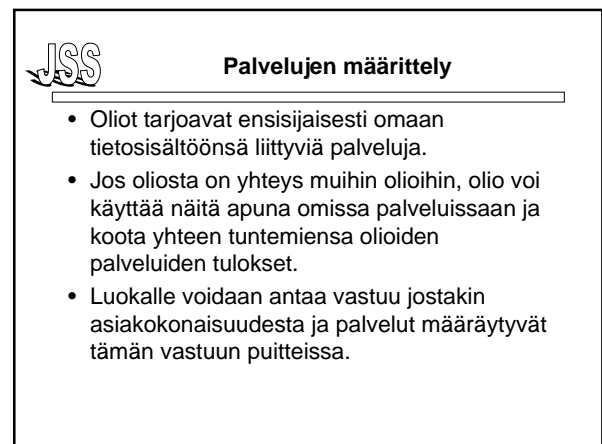 JSS
Palvelujen määrittely
• Oliot tarjoavat ensisijaisesti omaan
tietosisältöönsä liittyviä palveluja.
• Jos oliosta on yhteys muihin olioihin, olio voi
käyttää näitä apuna omissa palveluissaan ja
koota yhteen tuntemiensa olioiden
palveluiden tulokset.
• Luokalle voidaan antaa vastuu jostakin
asiakokonaisuudesta ja palvelut määräytyvät
tämän vastuun puitteissa.